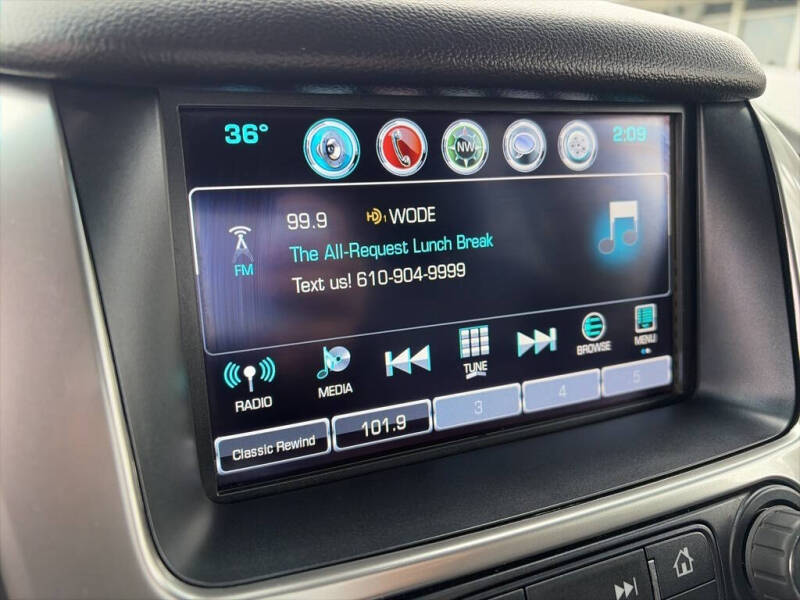 36° NW 2:09
99.9 HD1 WODE
The All-Request Lunch Break
FM
Text us! 610-904-9999
RADIO MEDIA TUNE BROWSE MENU
Classic Rewind 101.9 3 4 5